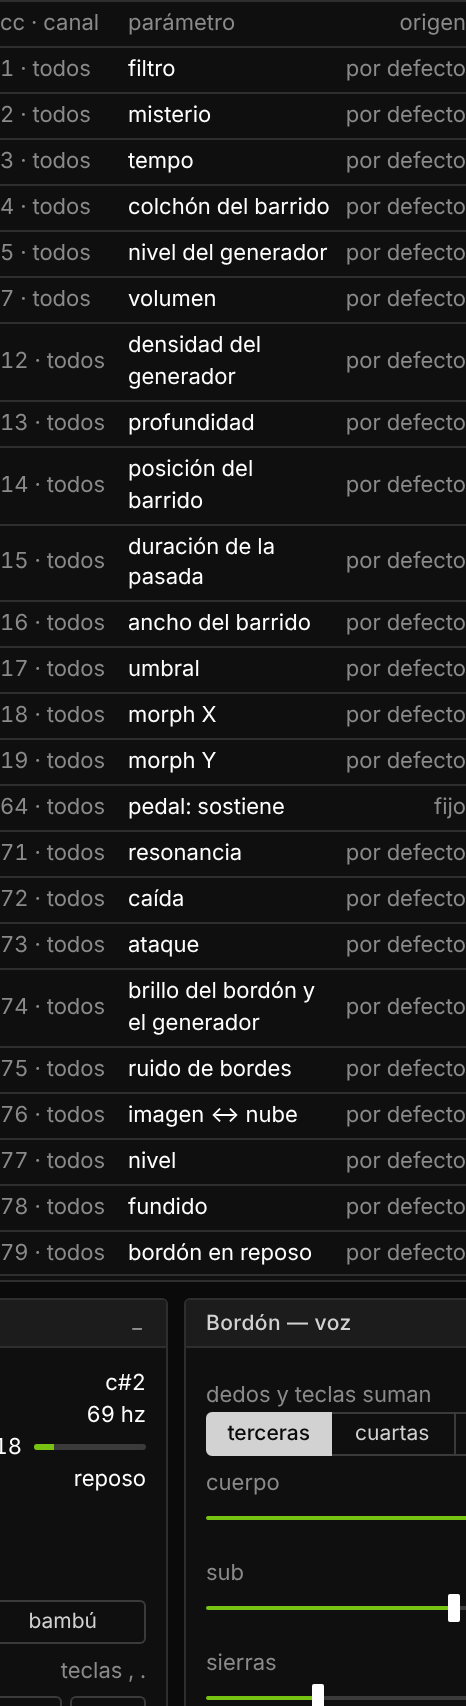 cc · canal parámetro origen
1 · todos filtro por defecto
2 · todos misterio por defecto
3 · todos tempo por defecto
4 · todos colchón del barrido por defecto
5 · todos nivel del generador por defecto
7 · todos volumen por defecto
12 · todos densidad del generador por defecto
13 · todos profundidad por defecto
14 · todos posición del barrido por defecto
15 · todos duración de la pasada por defecto
16 · todos ancho del barrido por defecto
17 · todos umbral por defecto
18 · todos morph X por defecto
19 · todos morph Y por defecto
64 · todos pedal: sostiene fijo
71 · todos resonancia por defecto
72 · todos caída por defecto
73 · todos ataque por defecto
74 · todos brillo del bordón y el generador por defecto
75 · todos ruido de bordes por defecto
76 · todos imagen ↔ nube por defecto
77 · todos nivel por defecto
78 · todos fundido por defecto
79 · todos bordón en reposo por defecto
–
c#2
69 hz
18
reposo
bambú
teclas , .
Bordón — voz
dedos y teclas suman
terceras cuartas
cuerpo
sub
sierras